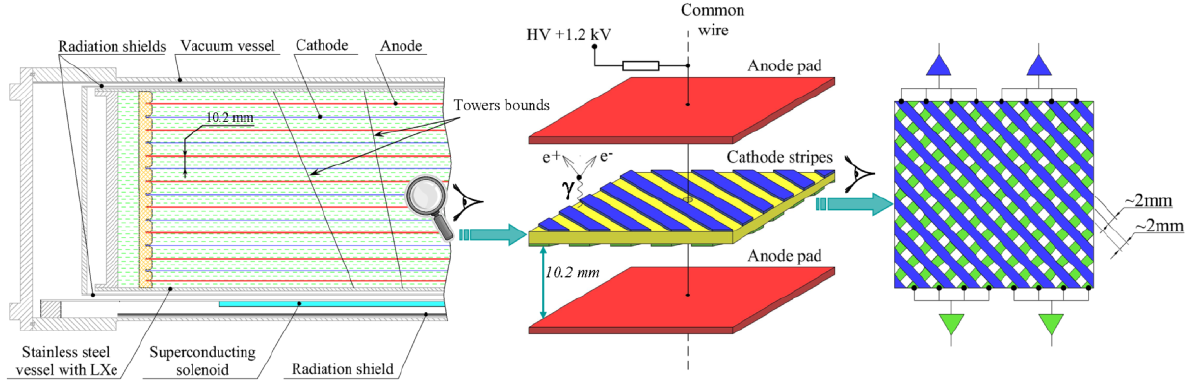 Radiation shields
Vacuum vessel
Cathode
Anode
Towers bounds
10.2 mm
Stainless steel
vessel with LXe
Superconducting
solenoid
Radiation shield
Common
wire
HV +1.2 kV
Anode pad
e+
e-
γ
Cathode stripes
10.2 mm
Anode pad
~2mm
~2mm